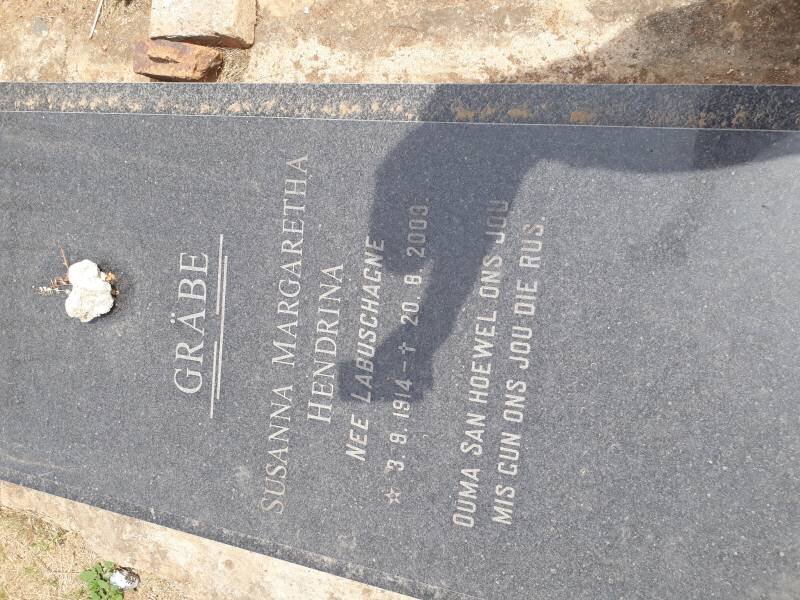 GRÄBE
SUSANNA MARGARETHA
HENDRINA
NEE LABUSCHAGNE
☆ 3.9.1914 – † 20.8.2003
OUMA SAN HOEWEL ONS JOU
MIS GUN ONS JOU DIE RUS.